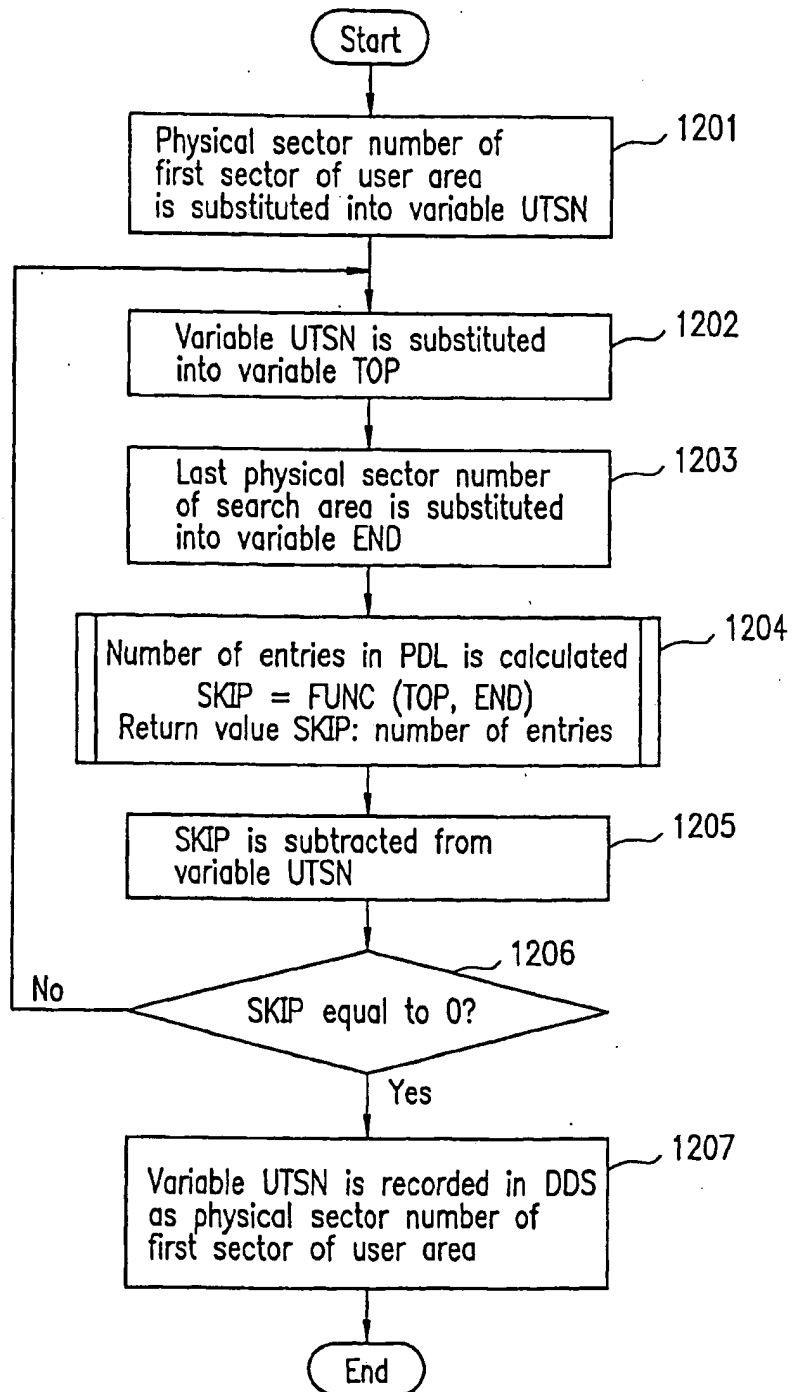 Start
1201
Physical sector number of
first sector of user area
is substituted into variable UTSN
1202
Variable UTSN is substituted
into variable TOP
1203
Last physical sector number
of search area is substituted
into variable END
1204
Number of entries in PDL is calculated
SKIP = FUNC (TOP, END)
Return value SKIP: number of entries
1205
SKIP is subtracted from
variable UTSN
1206
No
SKIP equal to 0?
Yes
1207
Variable UTSN is recorded in DDS
as physical sector number of
first sector of user area
End